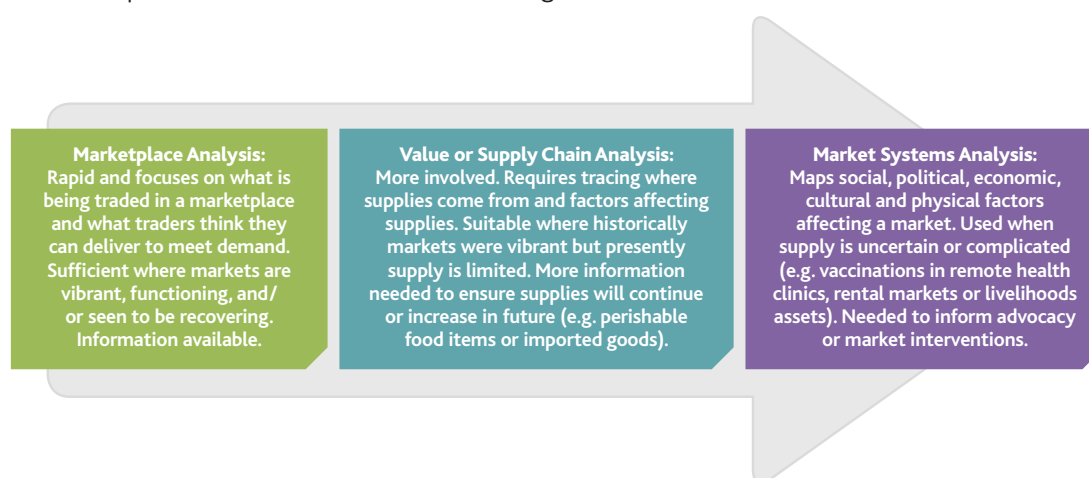 Marketplace Analysis:
Rapid and focuses on what is
being traded in a marketplace
and what traders think they
can deliver to meet demand.
Sufficient where markets are
vibrant, functioning, and/
or seen to be recovering.
Information available.
Value or Supply Chain Analysis:
More involved. Requires tracing where
supplies come from and factors affecting
supplies. Suitable where historically
markets were vibrant but presently
supply is limited. More information
needed to ensure supplies will continue
or increase in future (e.g. perishable
food items or imported goods).
Market Systems Analysis:
Maps social, political, economic,
cultural and physical factors
affecting a market. Used when
supply is uncertain or complicated
(e.g. vaccinations in remote health
clinics, rental markets or livelihoods
assets). Needed to inform advocacy
or market interventions.